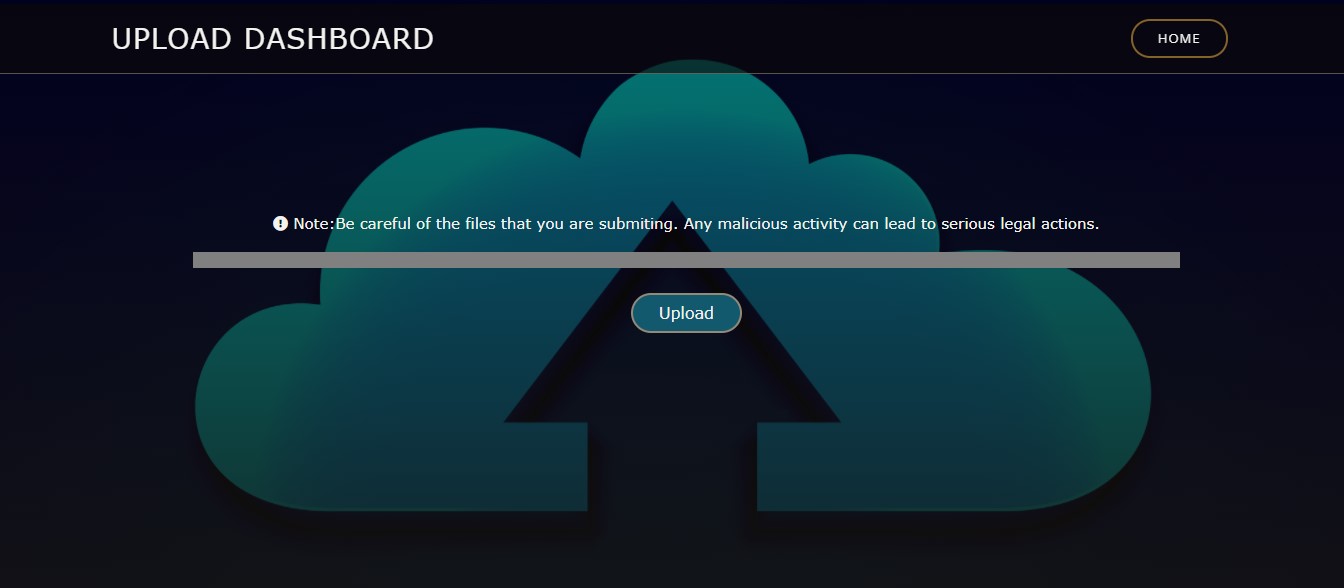 UPLOAD DASHBOARD
HOME
Note:Be careful of the files that you are submiting. Any malicious activity can lead to serious legal actions.
Upload